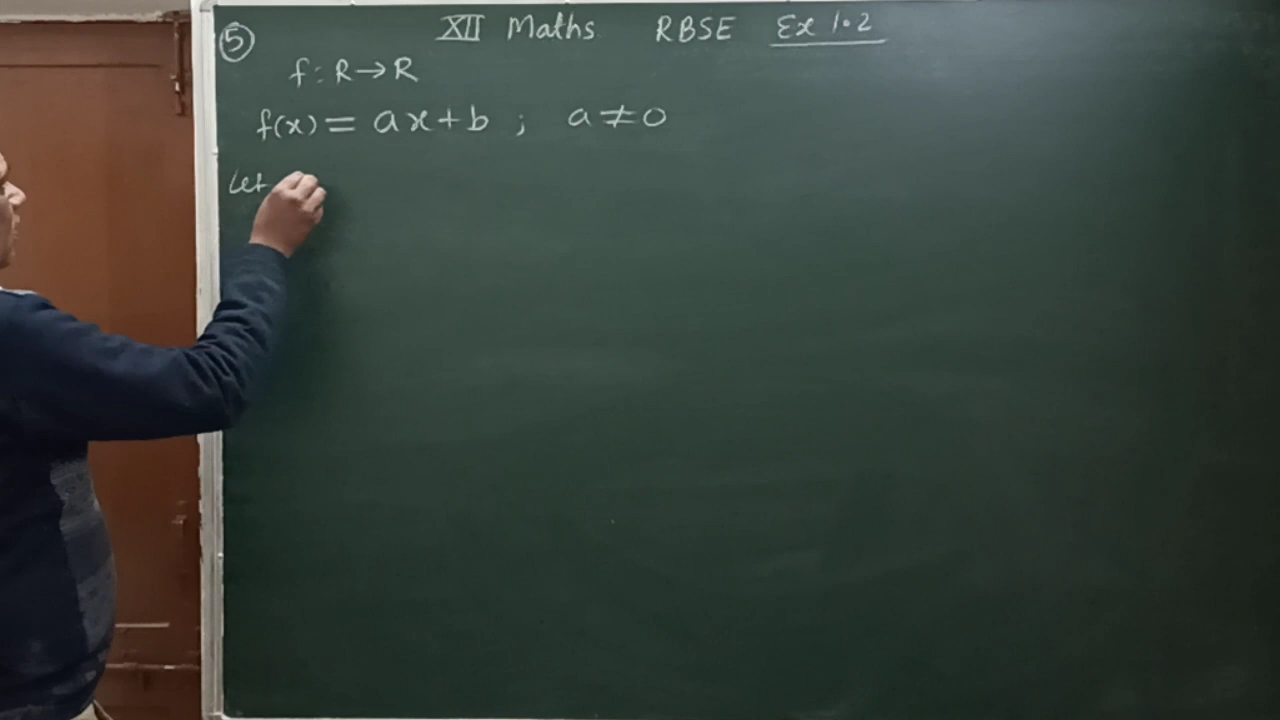 XII Maths RBSE Ex 1.2
⑤
f : R → R
f(x) = ax + b ; a ≠ 0
Let